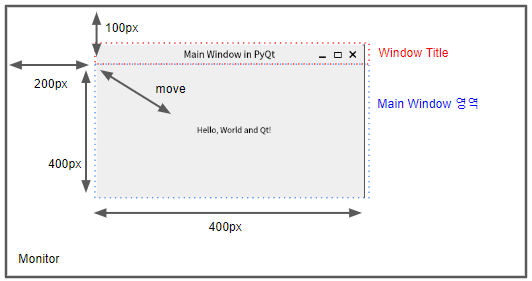 100px
Main Window in PyQt
Window Title
200px
move
Main Window 영역
Hello, World and Qt!
400px
400px
Monitor